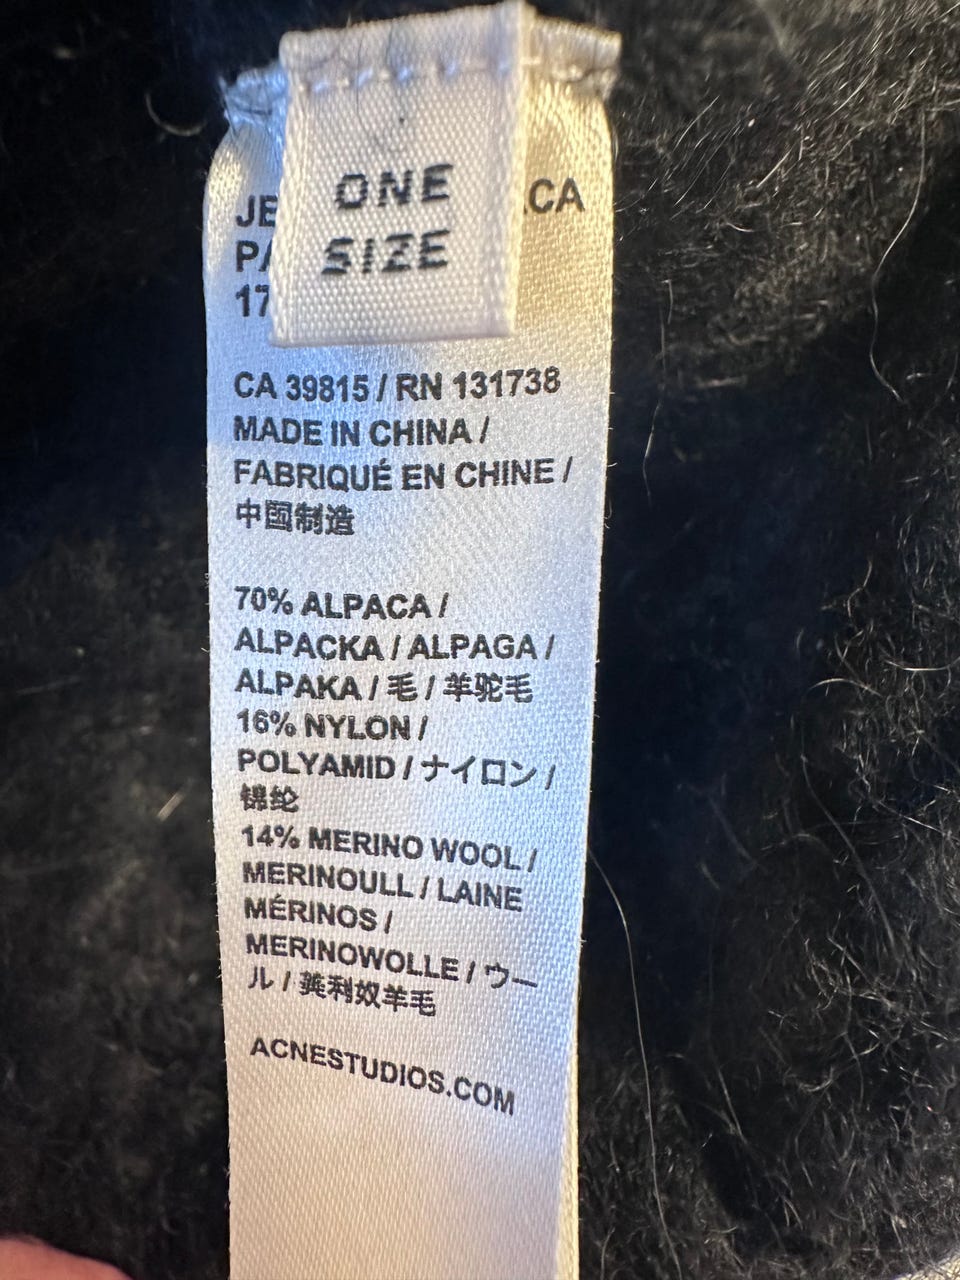 ONE
SIZE
CA 39815 / RN 131738
MADE IN CHINA /
FABRIQUÉ EN CHINE /
中国制造
70% ALPACA /
ALPACKA / ALPAGA /
ALPAKA / 毛 / 羊驼毛
16% NYLON /
POLYAMID / ナイロン /
锦纶
14% MERINO WOOL /
MERINOULL / LAINE
MÉRINOS /
MERINOWOLLE / ウー
ル / 美利奴羊毛
ACNESTUDIOS.COM